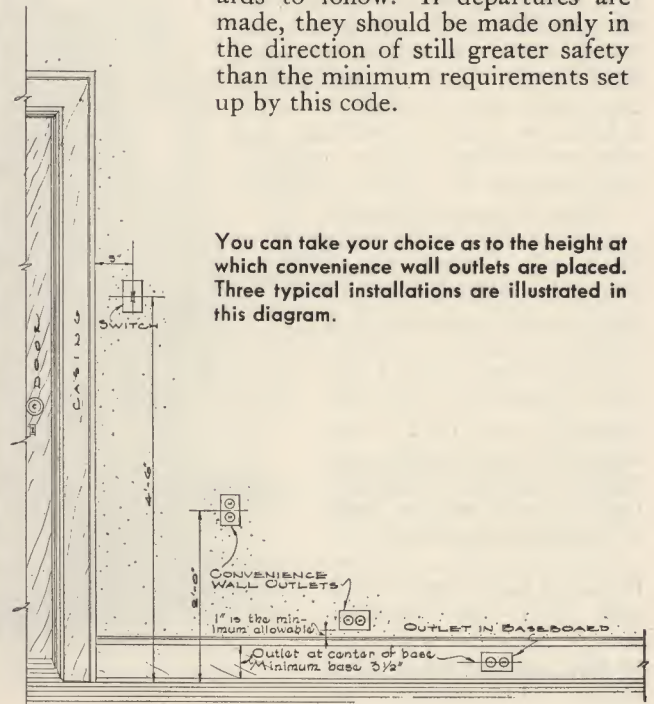 ards to follow. If departures are
made, they should be made only in
the direction of still greater safety
than the minimum requirements set
up by this code.
You can take your choice as to the height at
which convenience wall outlets are placed.
Three typical installations are illustrated in
this diagram.
SWITCH
DOOR
CASING
4'-6"
2'-0"
CONVENIENCE
WALL OUTLETS
1" is the min-
imum allowable
OUTLET IN BASEBOARD
Outlet at center of base
Minimum base 3½"